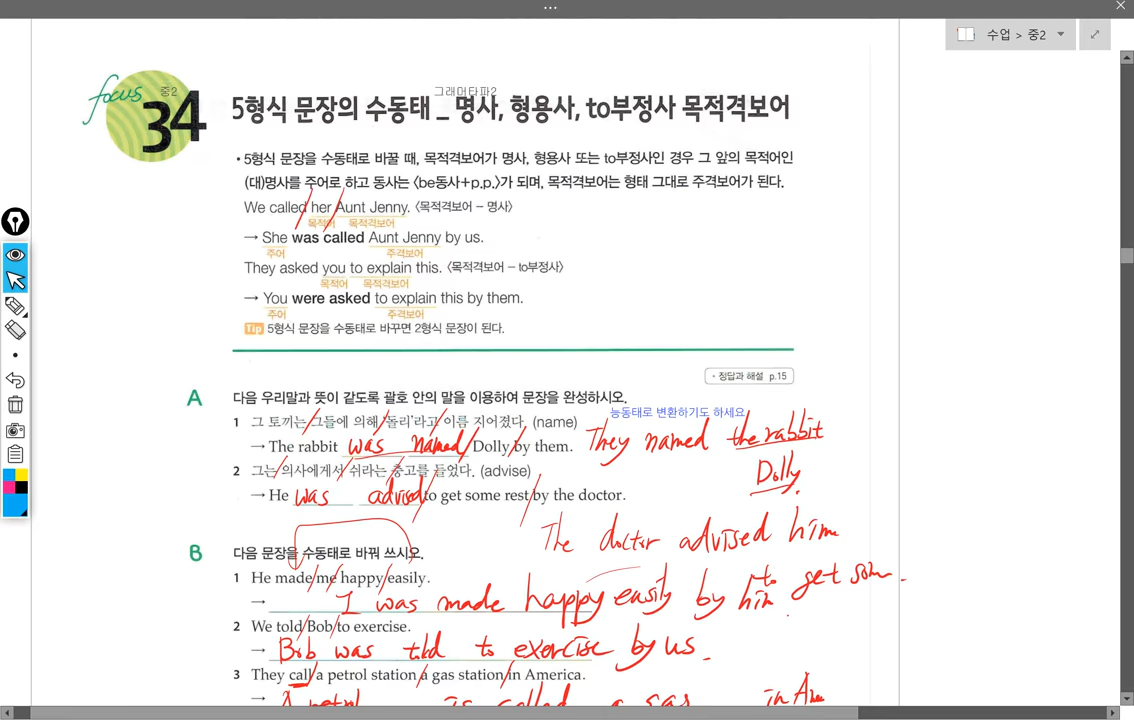 수업 > 중2
focus
중2
34
그래머타파2
5형식 문장의 수동태 _ 명사, 형용사, to부정사 목적격보어
• 5형식 문장을 수동태로 바꿀 때, 목적격보어가 명사, 형용사 또는 to부정사인 경우 그 앞의 목적어인
(대)명사를 주어로 하고 동사는 〈be동사+p.p.〉가 되며, 목적격보어는 형태 그대로 주격보어가 된다.
We called her Aunt Jenny. 〈목적격보어 – 명사〉
목적어 목적격보어
→ She was called Aunt Jenny by us.
주어 주격보어
They asked you to explain this. 〈목적격보어 – to부정사〉
목적어 목적격보어
→ You were asked to explain this by them.
주어 주격보어
Tip 5형식 문장을 수동태로 바꾸면 2형식 문장이 된다.
• 정답과 해설 p.15
A 다음 우리말과 뜻이 같도록 괄호 안의 말을 이용하여 문장을 완성하시오.
능동태로 변환하기도 하세요
1 그 토끼는 그들에 의해 '돌리'라고 이름 지어졌다. (name)
→ The rabbit was named Dolly by them. They named the rabbit
Dolly.
2 그는 의사에게서 쉬라는 충고를 들었다. (advise)
→ He was advised to get some rest by the doctor.
The doctor advised him
to get som
B 다음 문장을 수동태로 바꿔 쓰시오.
1 He made me happy easily.
→ I was made happy easily by him.
2 We told Bob to exercise.
→ Bob was told to exercise by us.
3 They call a petrol station a gas station in America.
→ A petrol is called a gas in Ame